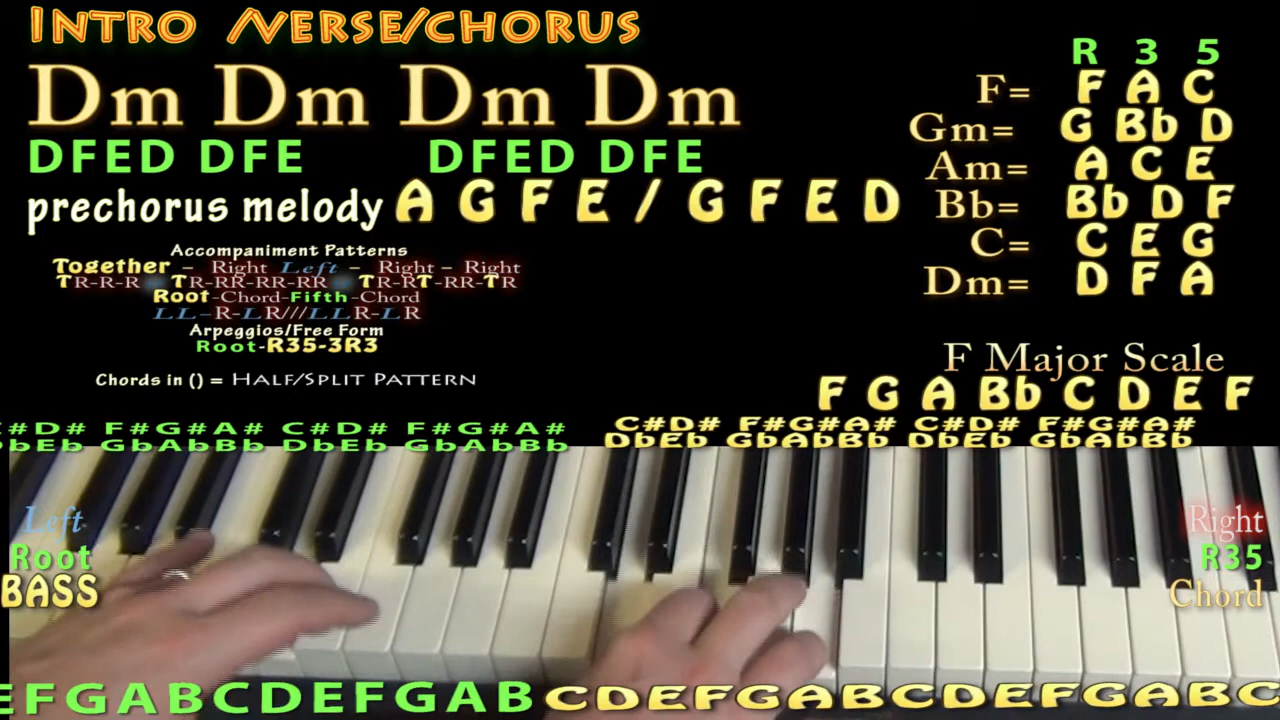 INTRO /VERSE/CHORUS
Dm Dm Dm Dm
DFED DFE DFED DFE
prechorus melody A G F E / G F E D
R 3 5
F= F A C
Gm= G Bb D
Am= A C E
Bb= Bb D F
C= C E G
Dm= D F A
Accompaniment Patterns
Together - Right Left - Right - Right
TR-R-R TR-RR-RR-RR TR-RT-RR-TR
Root-Chord-Fifth-Chord
LL-R-LR///LLR-LR
Arpeggios/Free Form
Root-R35-3R3
Chords in () = HALF/SPLIT PATTERN
F Major Scale
F G A Bb C D E F
C#D# F#G#A# C#D# F#G#A#
DbEb GbAbBb DbEb GbAbBb
C#D# F#G#A# C#D# F#G#A#
DbEb GbAbBb DbEb GbAbBb
Left
Root
BASS
Right
R35
Chord
EFGABCDEFGAB CDEFGABCDEFGABC